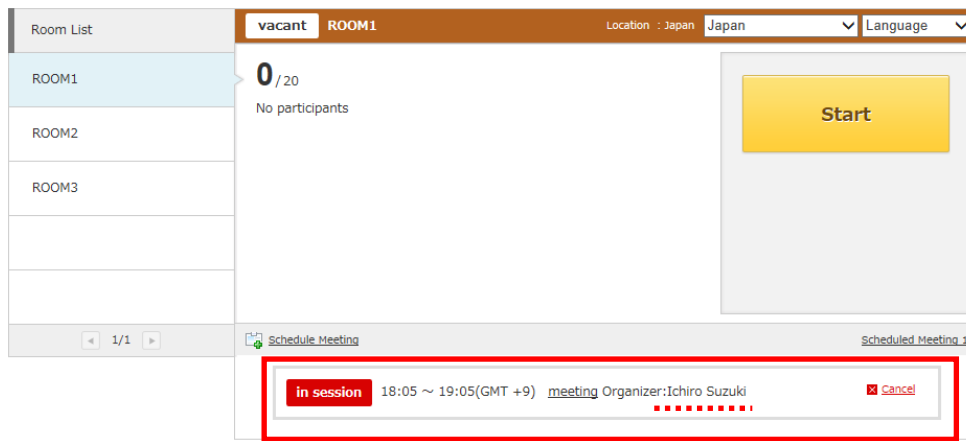 Room List
ROOM1
ROOM2
ROOM3
1/1
vacant ROOM1 Location : Japan Japan Language
0/20
No participants
Start
Schedule Meeting Scheduled Meeting 1
in session 18:05 ～ 19:05(GMT +9) meeting Organizer:Ichiro Suzuki Cancel